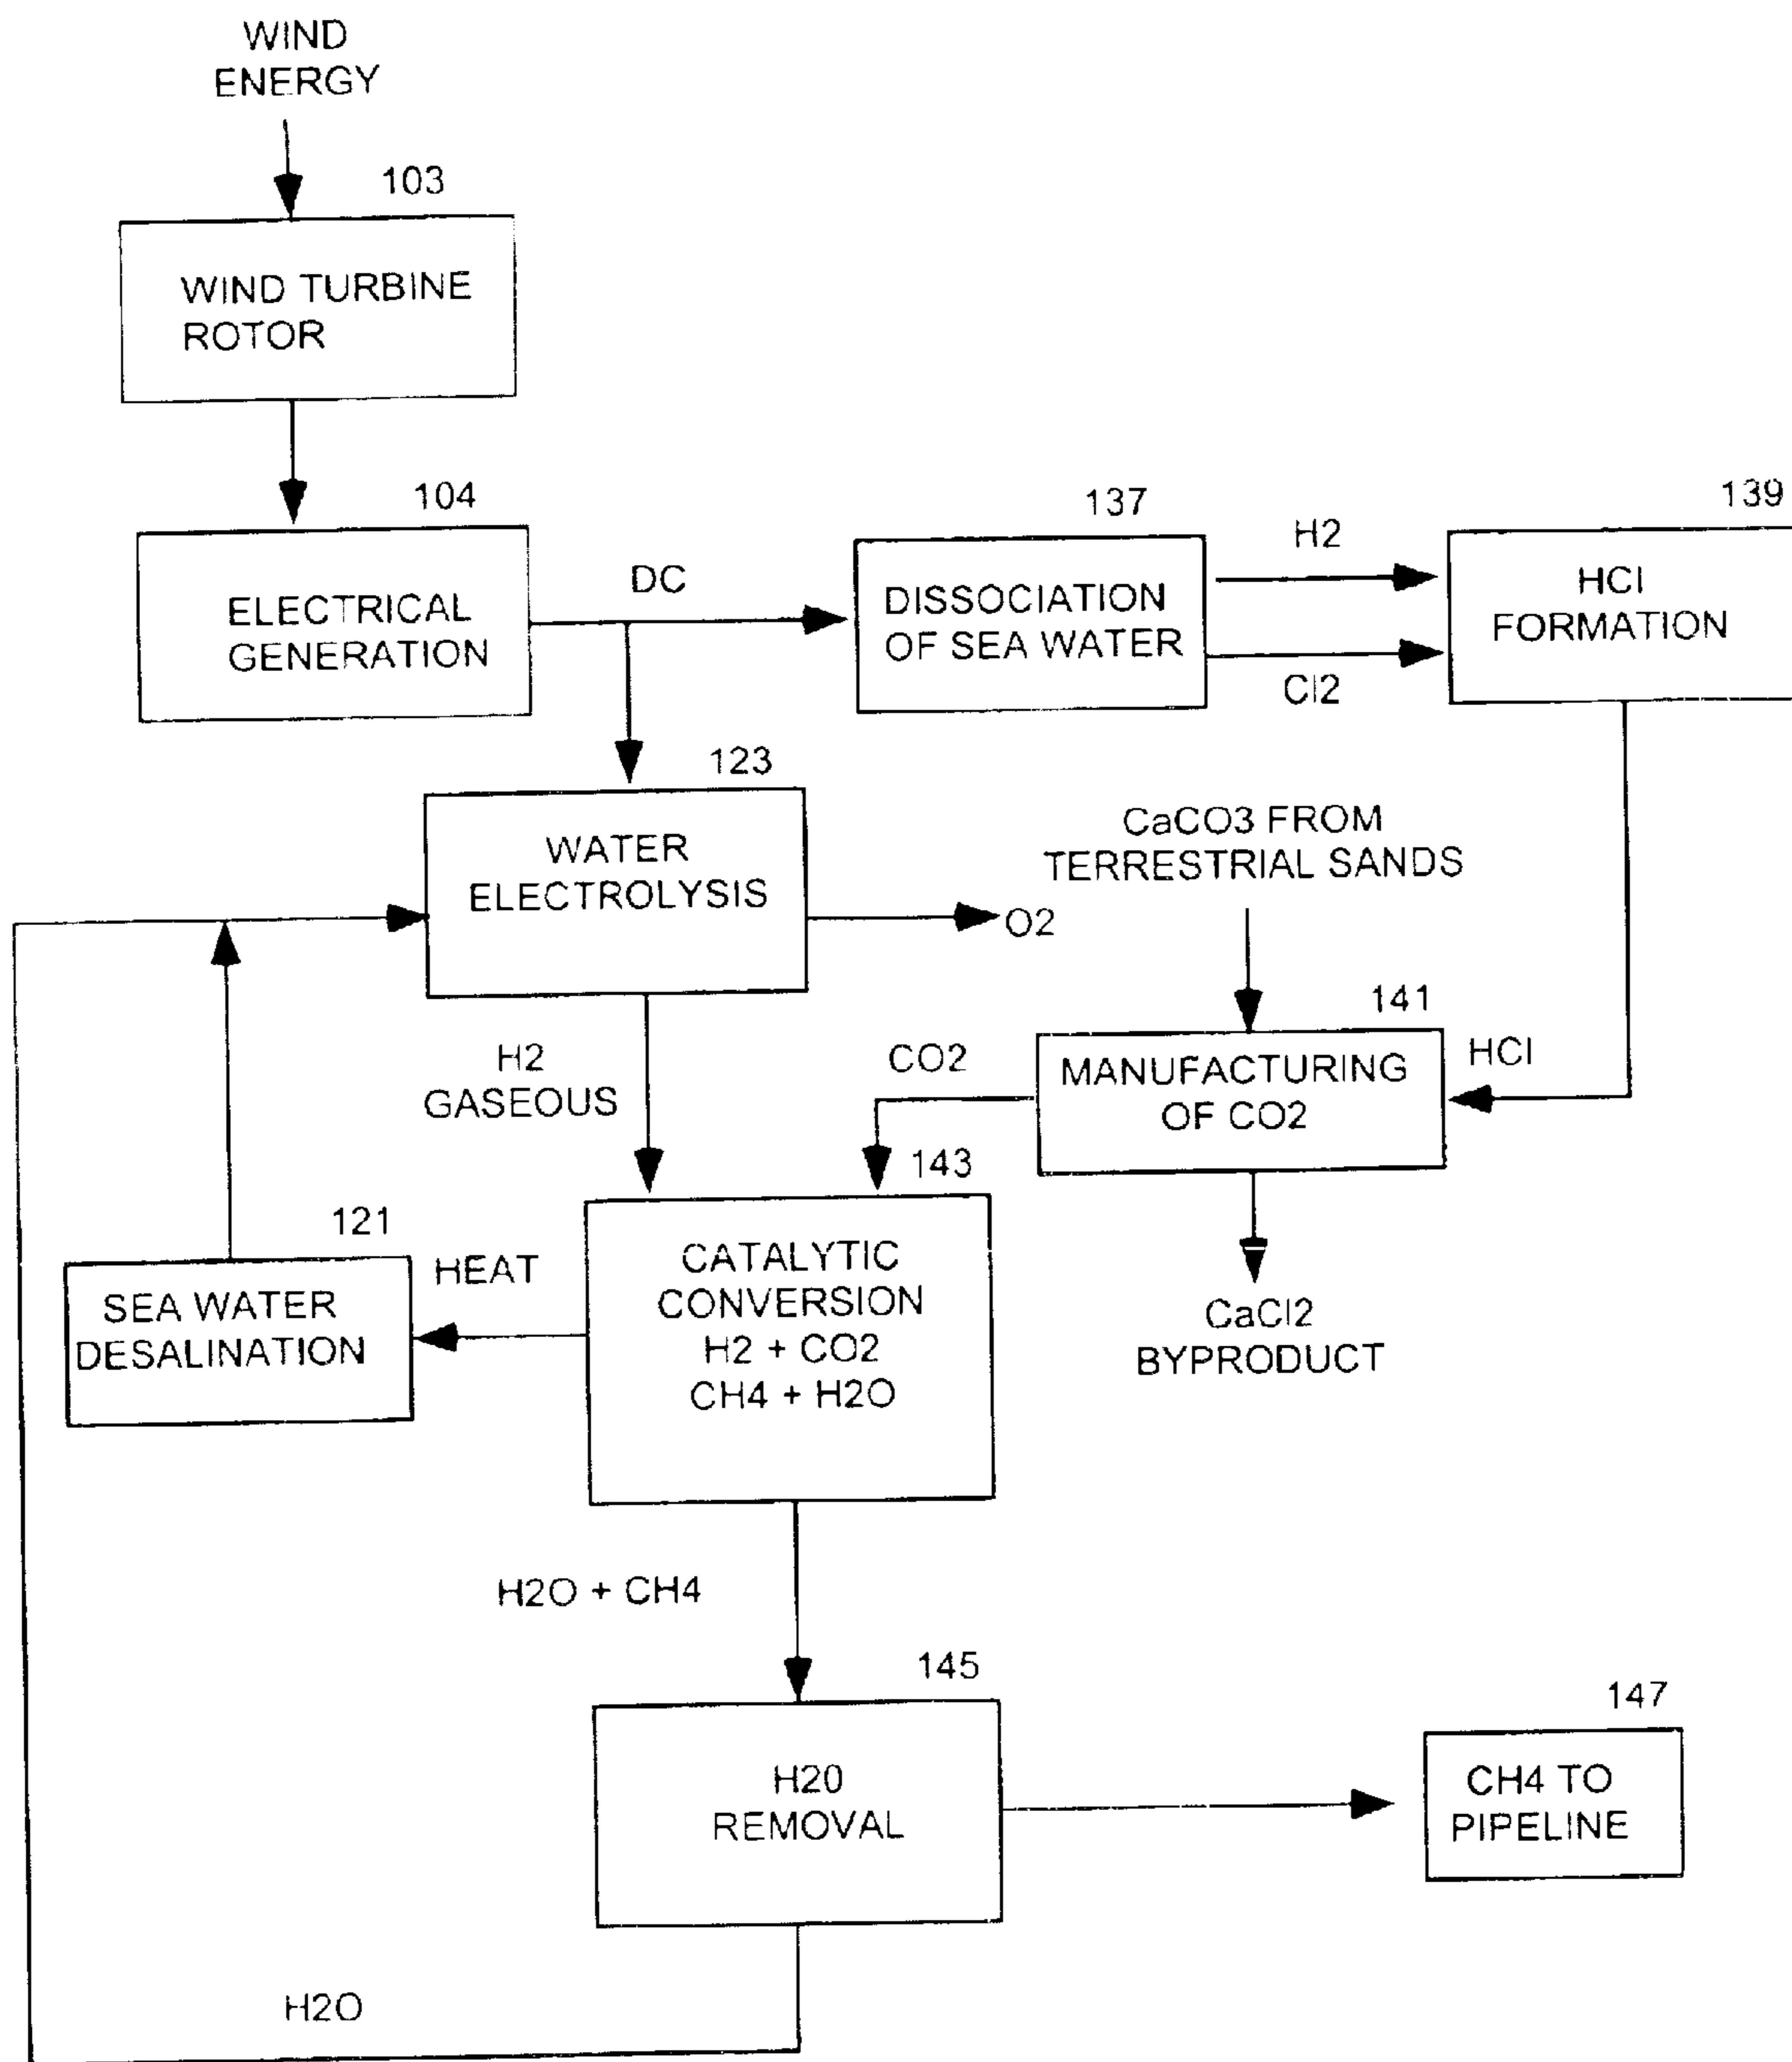 WIND
ENERGY
103
WIND TURBINE
ROTOR
104
ELECTRICAL
GENERATION
DC
137
DISSOCIATION
OF SEA WATER
H2
Cl2
139
HCl
FORMATION
123
WATER
ELECTROLYSIS
O2
CaCO3 FROM
TERRESTRIAL SANDS
141
MANUFACTURING
OF CO2
HCl
CO2
H2
GASEOUS
143
CATALYTIC
CONVERSION
H2 + CO2
CH4 + H2O
121
HEAT
SEA WATER
DESALINATION
CaCl2
BYPRODUCT
H2O + CH4
145
H20
REMOVAL
147
CH4 TO
PIPELINE
H2O